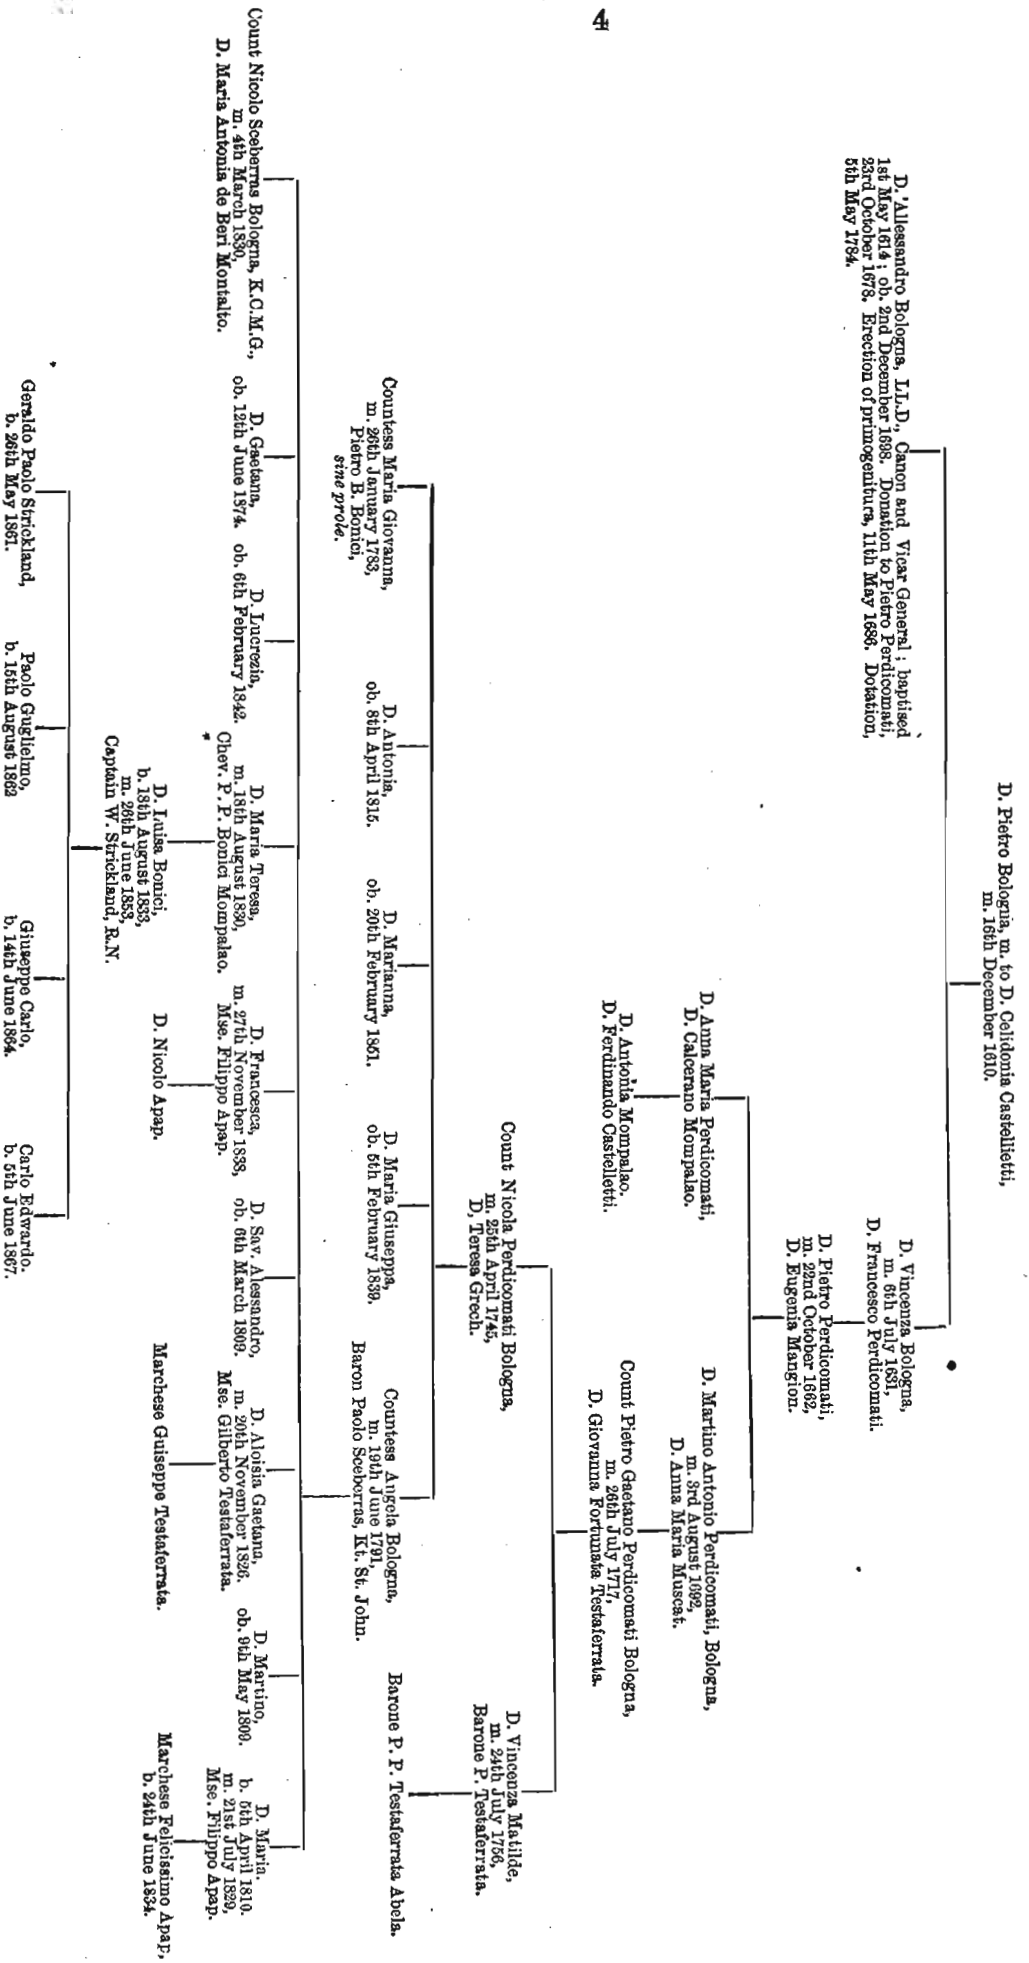 4
D. Pietro Bolognia, m. to D. Celidonia Castellietti,
m. 16th December 1610.
D. 'Allessandro Bologna, LL.D., Canon and Vicar General; baptised
1st May 1614; ob. 2nd December 1698. Donation to Pietro Perdicomati,
23rd October 1678. Erection of primogenitura, 11th May 1686. Dotation,
5th May 1784.
D. Vincenza Bologna,
m. 6th July 1631,
D. Francesco Perdicomati.
D. Pietro Perdicomati,
m. 22nd October 1662,
D. Eugenia Mangion.
D. Anna Maria Perdicomati,
D. Calcerano Mompalao.
D. Martino Antonio Perdicomati, Bologna,
m. 3rd August 1692,
D. Anna Maria Muscat.
D. Antonia Mompalao.
D. Ferdinando Castelletti.
Count Pietro Gaetano Perdicomati Bologna,
m. 26th July 1717,
D. Giovanna Fortunata Testaferrata.
Count Nicola Perdicomati Bologna,
m. 25th April 1745,
D, Teresa Grech.
D. Vincenza Matilde,
m. 24th July 1756,
Barone P. Testaferrata.
Countess Maria Giovanna,
m. 26th January 1783,
Pietro B. Bonici,
sine prole.
D. Antonia,
ob. 8th April 1815.
D. Marianna,
ob. 20th February 1851.
D. Maria Giuseppa,
ob. 5th February 1839.
Countess Angela Bologna,
m. 19th June 1791,
Baron Paolo Sceberras, Kt. St. John.
Barone P. P. Testaferrata Abela.
Count Nicolo Sceberras Bologna, K.C.M.G.,
m. 4th March 1830,
D. Maria Antonia de Beri Montalto.
D. Gaetana,
ob. 12th June 1874.
D. Lucrezia,
ob. 6th February 1842.
D. Maria Teresa,
m. 18th August 1830,
Chev. P. P. Bonici Mompalao.
D. Francesca,
m. 27th November 1838,
Mse. Filippo Apap.
D. Sav. Alessandro,
ob. 6th March 1809.
D. Aloisia Gaetana,
m. 20th November 1826.
Mse. Gilberto Testaferrata.
D. Martino,
ob. 9th May 1809.
D. Maria.
b. 5th April 1810.
m. 21st July 1829,
Mse. Filippo Apap.
D. Luisa Bonici,
b. 18th August 1833,
m. 26th June 1853,
Captain W. Strickland, R.N.
D. Nicolo Apap.
Marchese Guiseppe Testaferrata.
Marchese Felicissimo Apap,
b. 24th June 1834.
Geraldo Paolo Strickland,
b. 26th May 1861.
Paolo Guglielmo,
b. 15th August 1862
Giuseppe Carlo,
b. 14th June 1864.
Carlo Edwardo.
b. 5th June 1867.